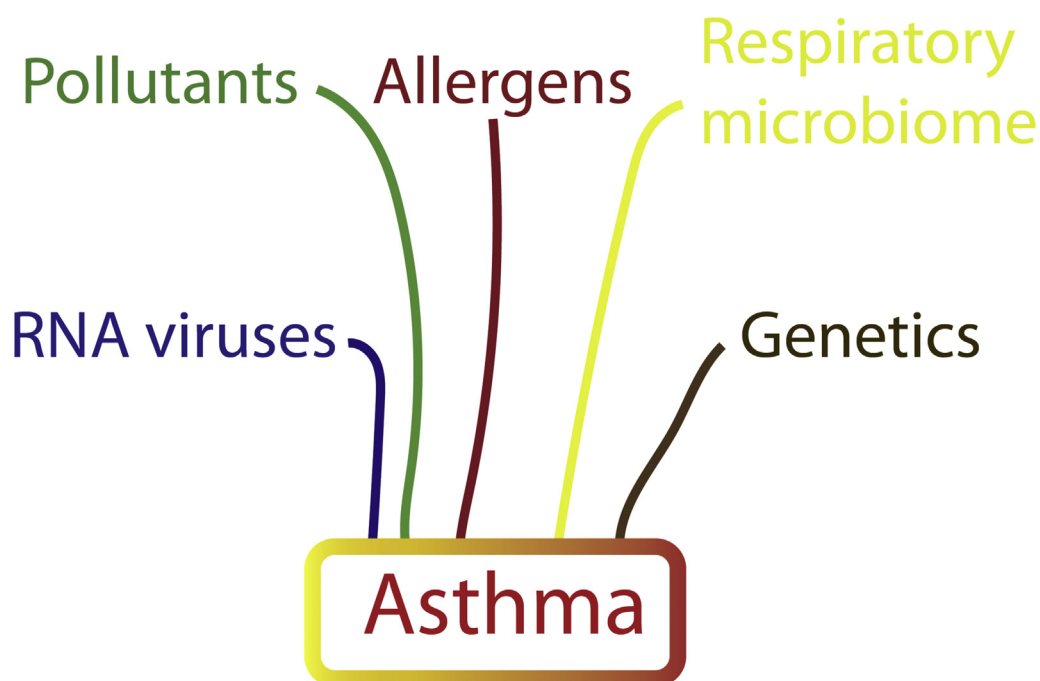 Pollutants
Allergens
Respiratory
microbiome
RNA viruses
Genetics
Asthma